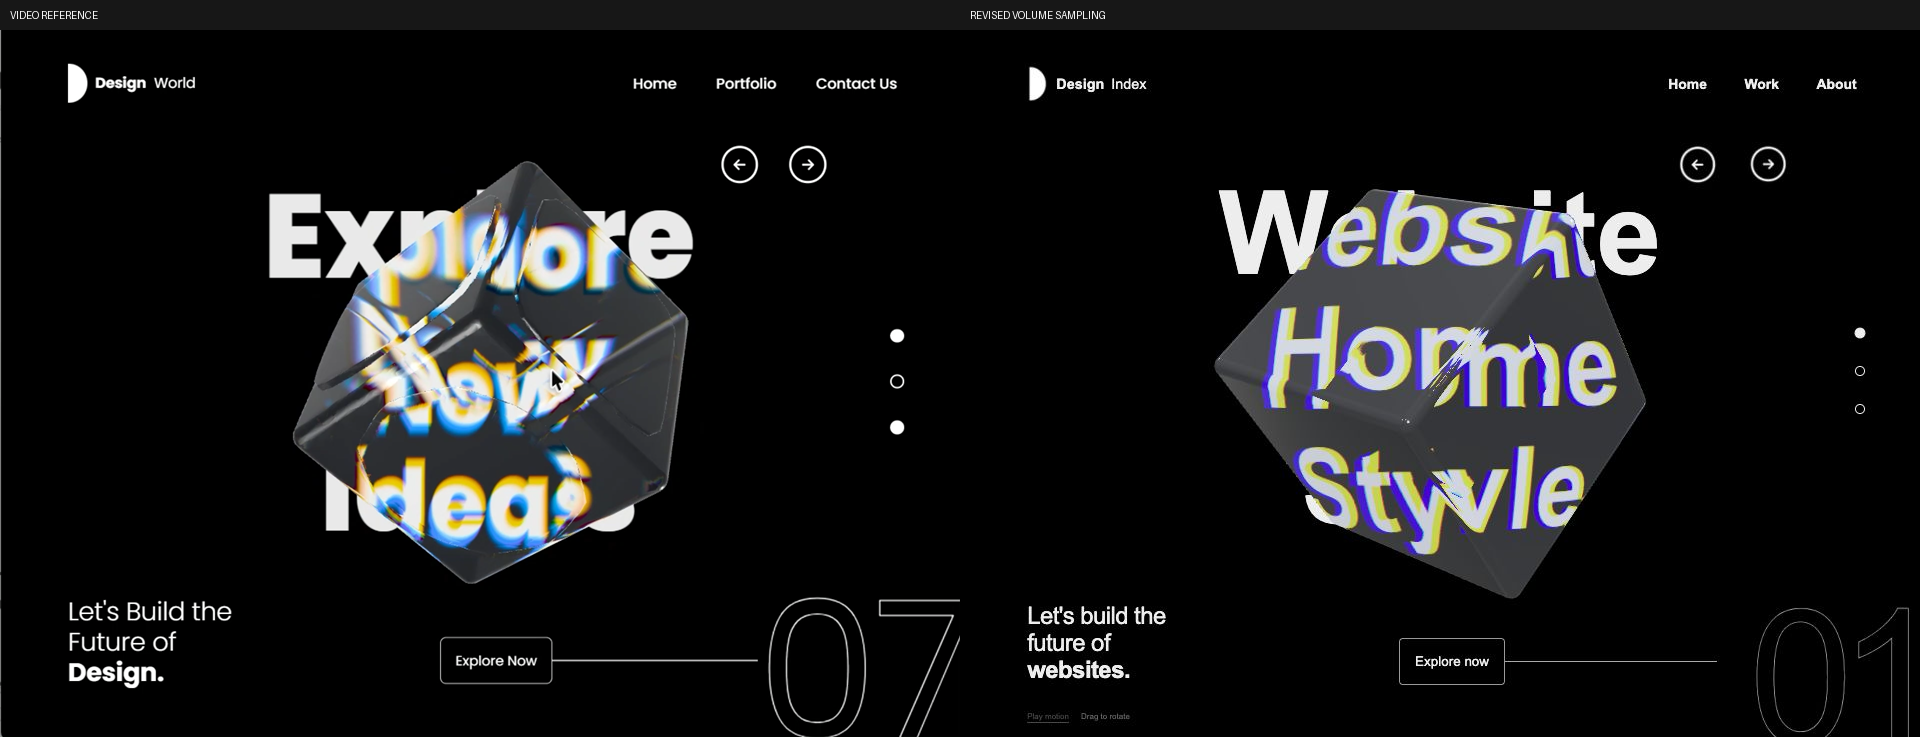 VIDEO REFERENCE
REVISED VOLUME SAMPLING
Design World
Home Portfolio Contact Us
Explore
Now
Ideas
Let's Build the
Future of
Design.
Explore Now
07
Design Index
Home Work About
Website
Home
Style
Let's build the
future of
websites.
Explore now
01
Play motion Drag to rotate